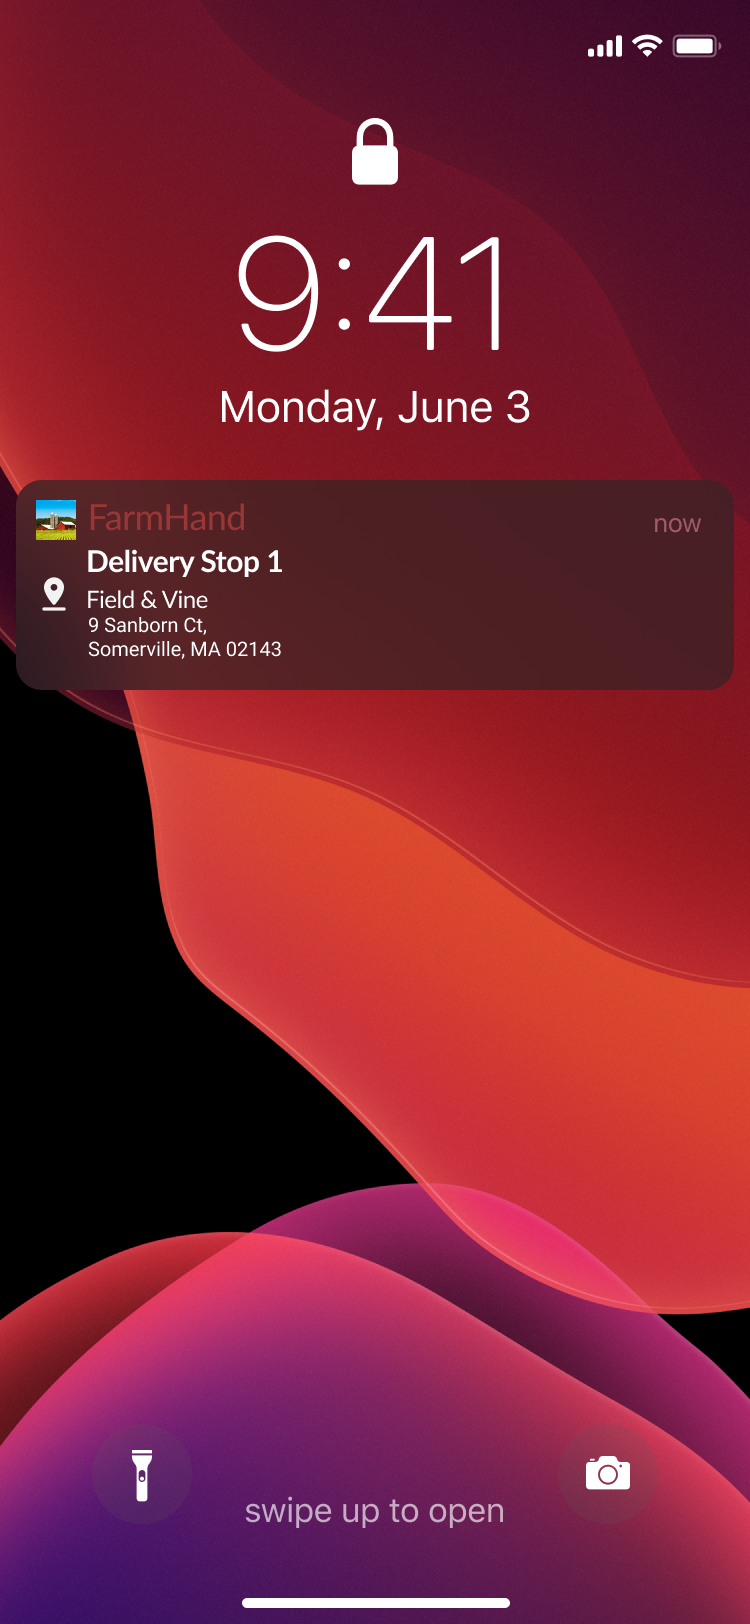 9:41
Monday, June 3
FarmHand
now
Delivery Stop 1
Field & Vine
9 Sanborn Ct,
Somerville, MA 02143
swipe up to open